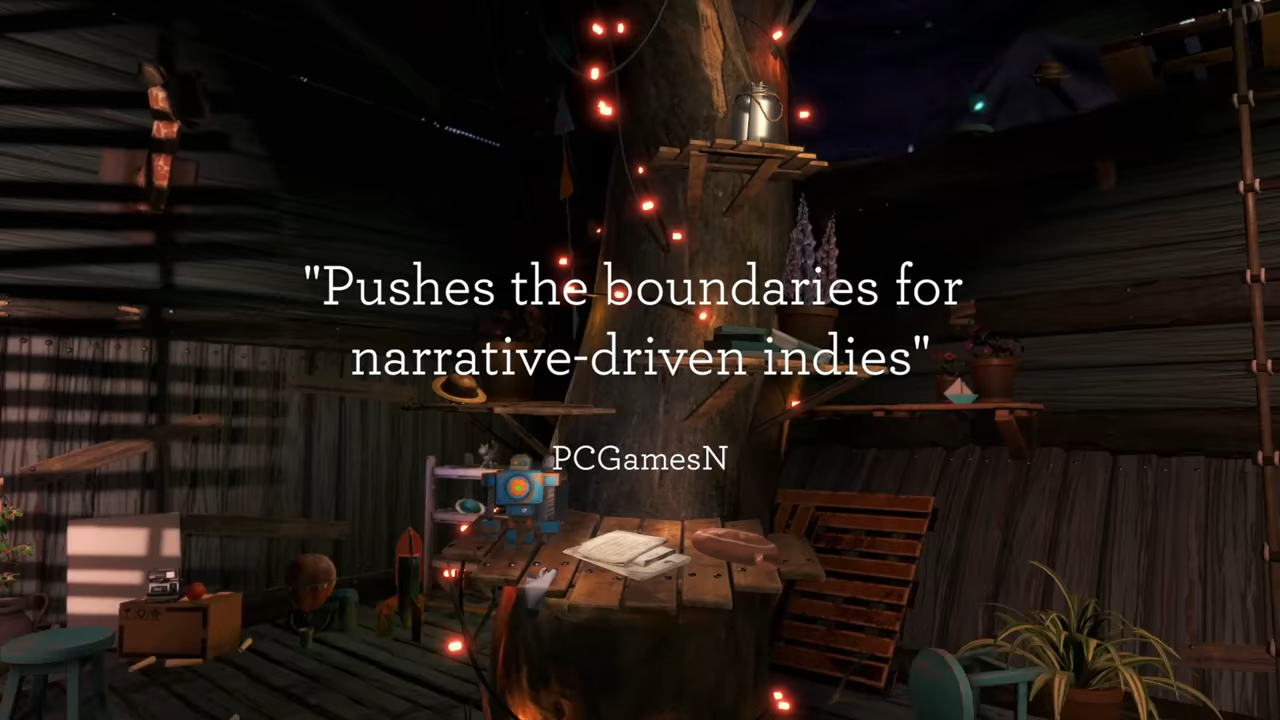 "Pushes the boundaries for
narrative-driven indies"
PCGamesN